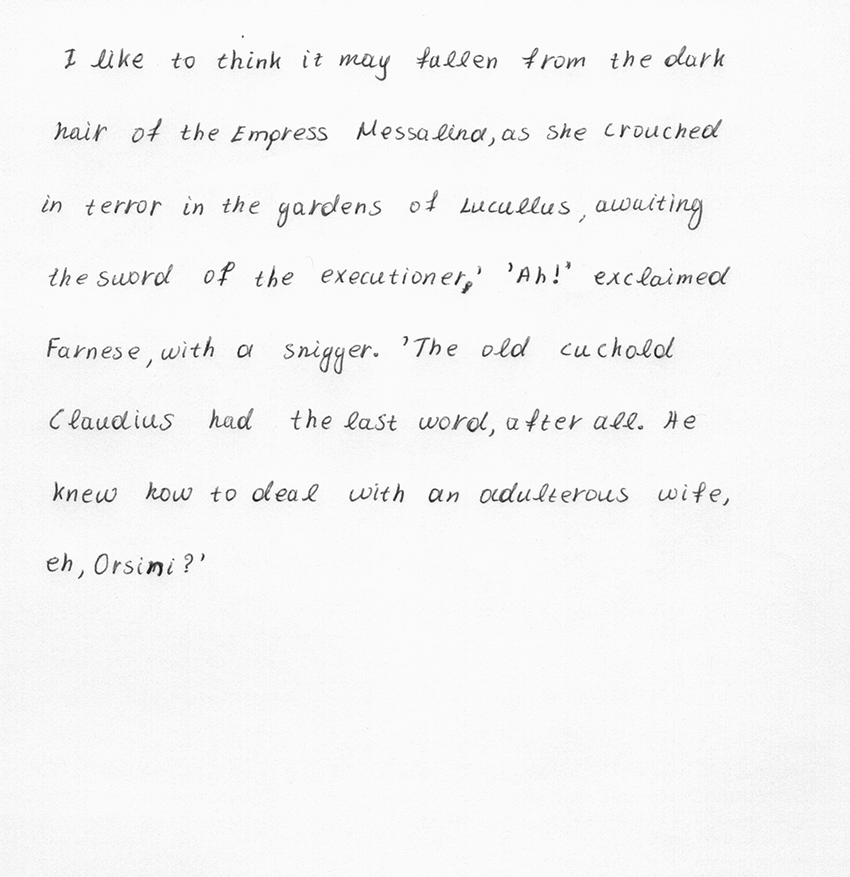 I like to think it may fallen from the dark
hair of the Empress Messalina, as she crouched
in terror in the gardens of Lucullus, awaiting
the sword of the executioner,' 'Ah!' exclaimed
Farnese, with a snigger. 'The old cuchold
Claudius had the last word, after all. He
knew how to deal with an adulterous wife,
eh, Orsini?'